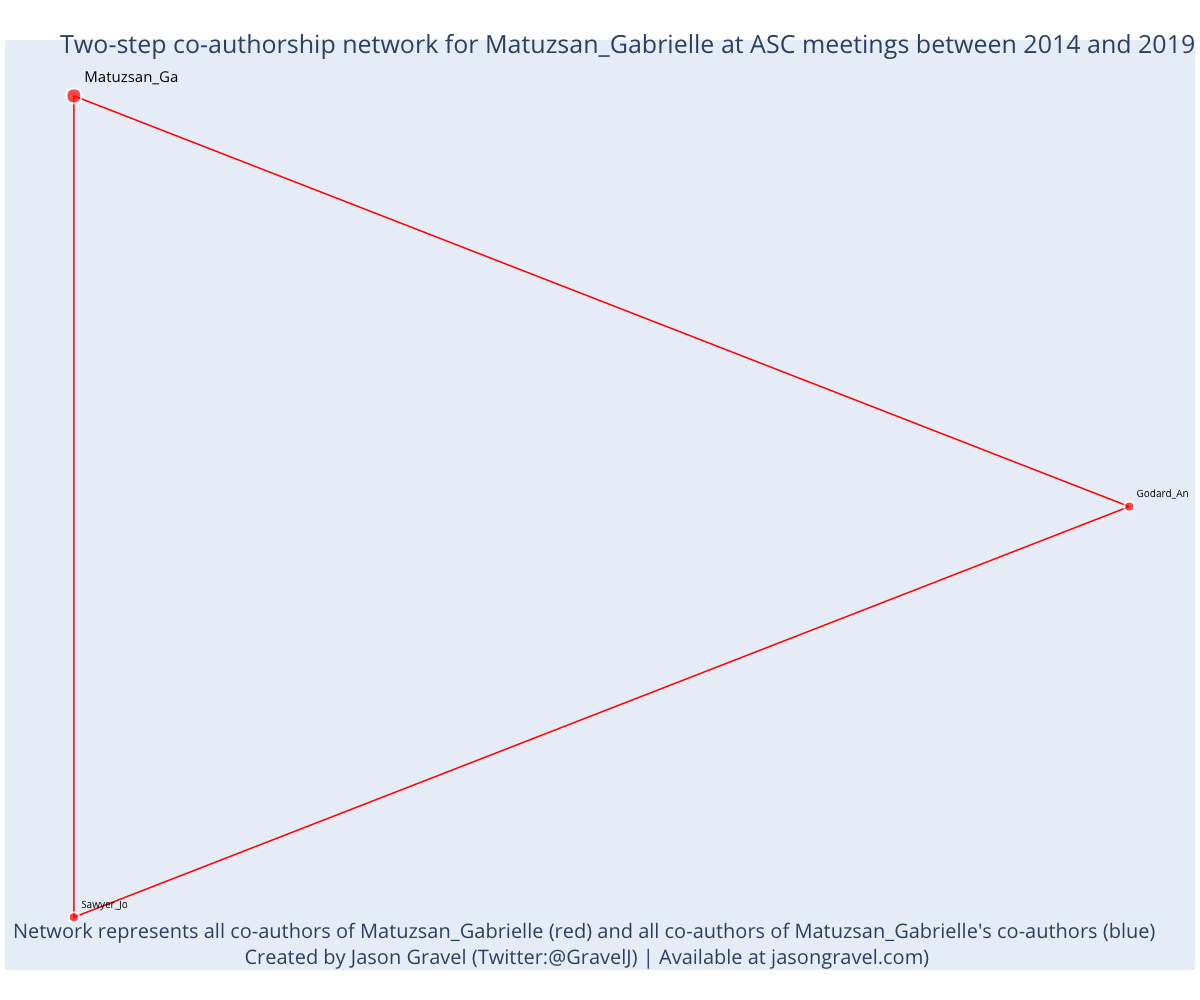 Two-step co-authorship network for Matuzsan_Gabrielle at ASC meetings between 2014 and 2019
Matuzsan_Ga
Godard_An
Sawyer_Jo
Network represents all co-authors of Matuzsan_Gabrielle (red) and all co-authors of Matuzsan_Gabrielle's co-authors (blue)
Created by Jason Gravel (Twitter:@GravelJ) | Available at jasongravel.com)